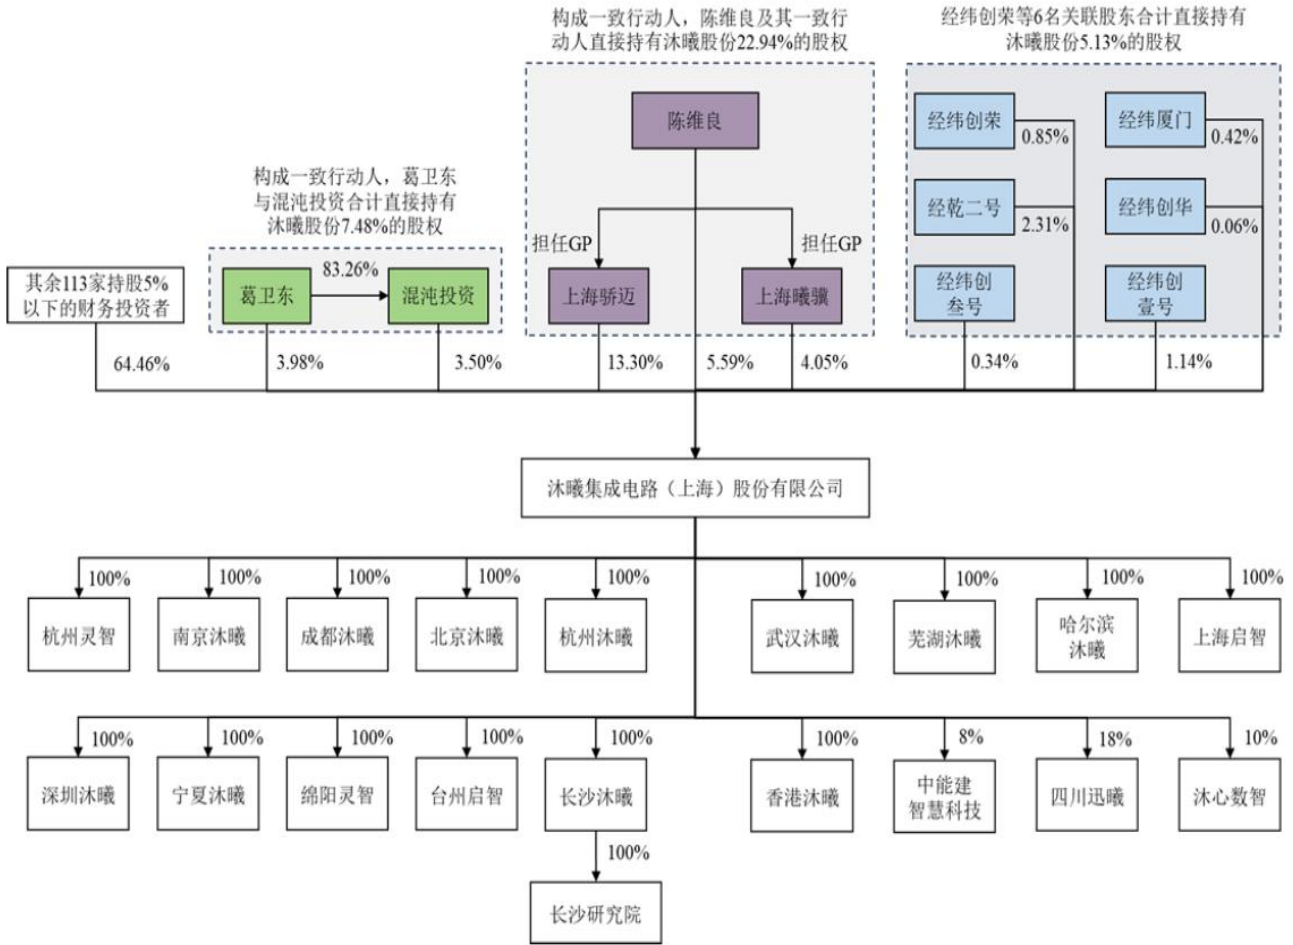 构成一致行动人，陈维良及其一致行
动人直接持有沐曦股份22.94%的股权
经纬创荣等6名关联股东合计直接持有
沐曦股份5.13%的股权
陈维良
经纬创荣
0.85%
经纬厦门
0.42%
构成一致行动人，葛卫东
与混沌投资合计直接持有
沐曦股份7.48%的股权
经乾二号
2.31%
经纬创华
0.06%
担任GP
担任GP
其余113家持股5%
以下的财务投资者
葛卫东
83.26%
混沌投资
上海骄迈
上海曦骥
经纬创
叁号
经纬创
壹号
64.46%
3.98%
3.50%
13.30%
5.59%
4.05%
0.34%
1.14%
沐曦集成电路（上海）股份有限公司
100%
100%
100%
100%
100%
100%
100%
100%
100%
杭州灵智
南京沐曦
成都沐曦
北京沐曦
杭州沐曦
武汉沐曦
芜湖沐曦
哈尔滨
沐曦
上海启智
100%
100%
100%
100%
100%
100%
8%
18%
10%
深圳沐曦
宁夏沐曦
绵阳灵智
台州启智
长沙沐曦
香港沐曦
中能建
智慧科技
四川迅曦
沐心数智
100%
长沙研究院